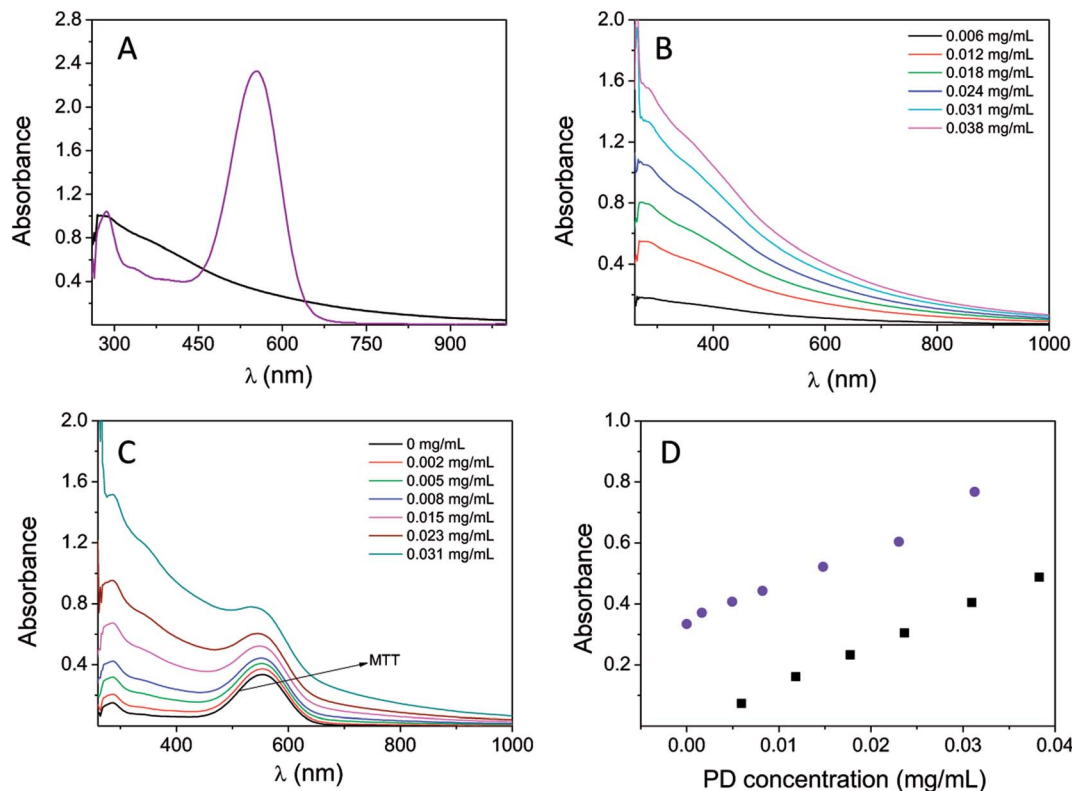 A
Absorbance
2.8
2.4
2.0
1.6
1.2
0.8
0.4
300 450 600 750 900
λ (nm)
B
Absorbance
2.0
1.6
1.2
0.8
0.4
0.006 mg/mL
0.012 mg/mL
0.018 mg/mL
0.024 mg/mL
0.031 mg/mL
0.038 mg/mL
400 600 800 1000
λ (nm)
C
Absorbance
2.0
1.6
1.2
0.8
0.4
0 mg/mL
0.002 mg/mL
0.005 mg/mL
0.008 mg/mL
0.015 mg/mL
0.023 mg/mL
0.031 mg/mL
MTT
400 600 800 1000
λ (nm)
D
Absorbance
1.0
0.8
0.6
0.4
0.2
0.00 0.01 0.02 0.03 0.04
PD concentration (mg/mL)